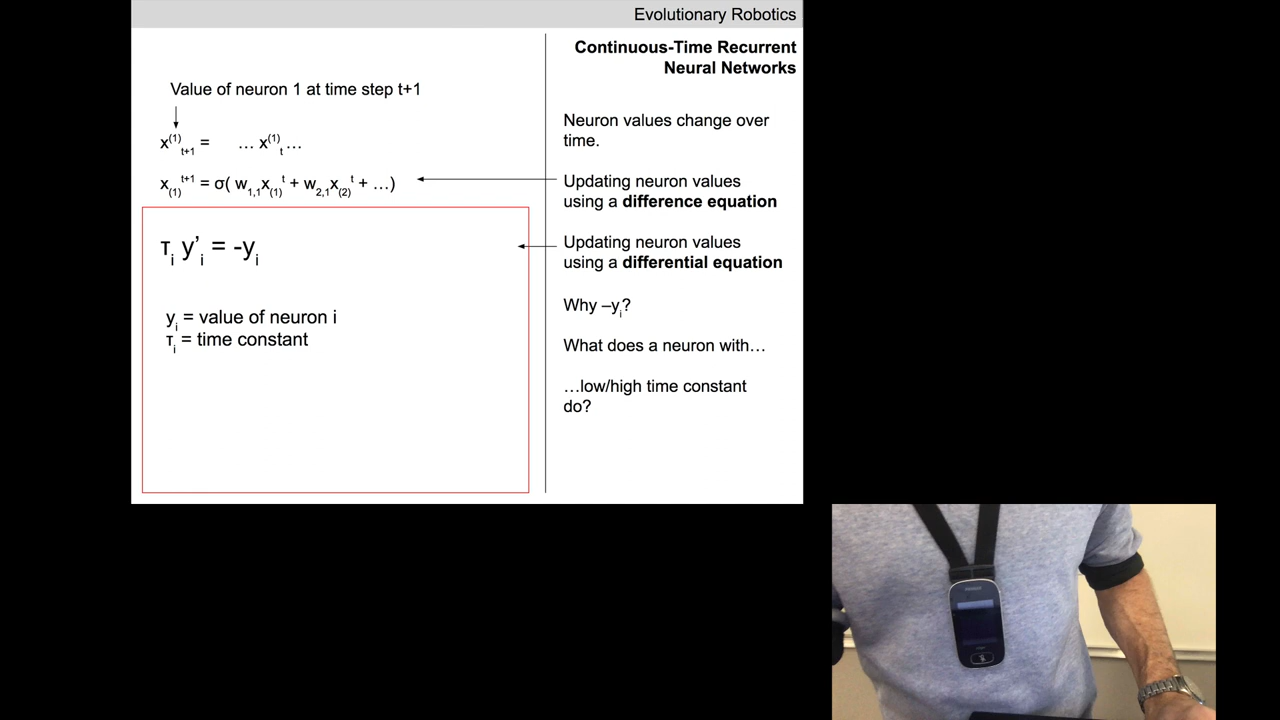 Evolutionary Robotics
Continuous-Time Recurrent
Neural Networks
Value of neuron 1 at time step t+1
x⁽¹⁾ₜ₊₁ = … x⁽¹⁾ₜ …
x₍₁₎ᵗ⁺¹ = σ( w₁,₁x₍₁₎ᵗ + w₂,₁x₍₂₎ᵗ + …)
τᵢ y’ᵢ = -yᵢ
yᵢ = value of neuron i
τᵢ = time constant
Neuron values change over
time.
Updating neuron values
using a difference equation
Updating neuron values
using a differential equation
Why –yᵢ?
What does a neuron with…
…low/high time constant
do?